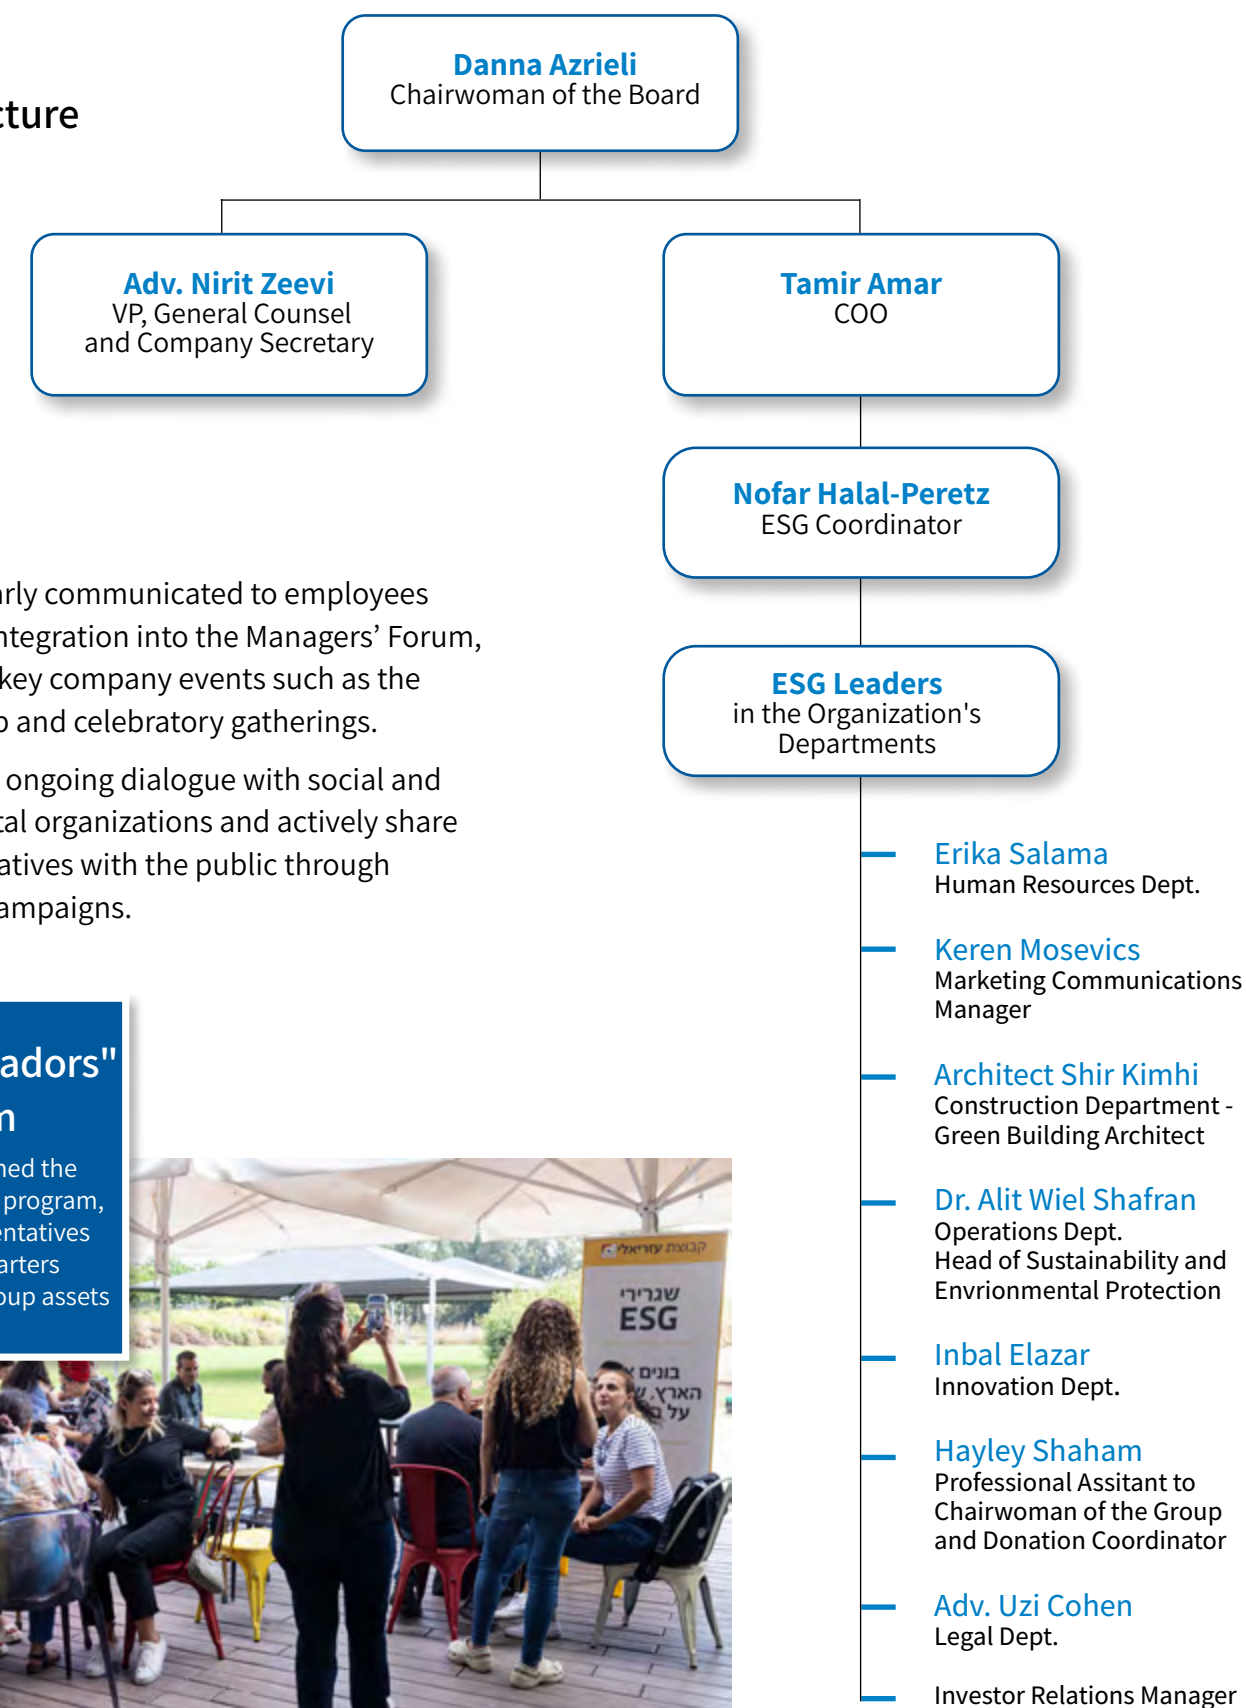 cture
Danna Azrieli
Chairwoman of the Board
Adv. Nirit Zeevi
VP, General Counsel
and Company Secretary
Tamir Amar
COO
Nofar Halal-Peretz
ESG Coordinator
ESG Leaders
in the Organization's
Departments
arly communicated to employees
ntegration into the Managers’ Forum,
key company events such as the
p and celebratory gatherings.
ongoing dialogue with social and
tal organizations and actively share
atives with the public through
ampaigns.
adors"
m
ned the
program,
entatives
arters
oup assets
קבוצת עזריאלי
שגרירי
ESG
בונים
הארץ.
על
Erika Salama
Human Resources Dept.
Keren Mosevics
Marketing Communications
Manager
Architect Shir Kimhi
Construction Department -
Green Building Architect
Dr. Alit Wiel Shafran
Operations Dept.
Head of Sustainability and
Envrionmental Protection
Inbal Elazar
Innovation Dept.
Hayley Shaham
Professional Assitant to
Chairwoman of the Group
and Donation Coordinator
Adv. Uzi Cohen
Legal Dept.
Investor Relations Manager